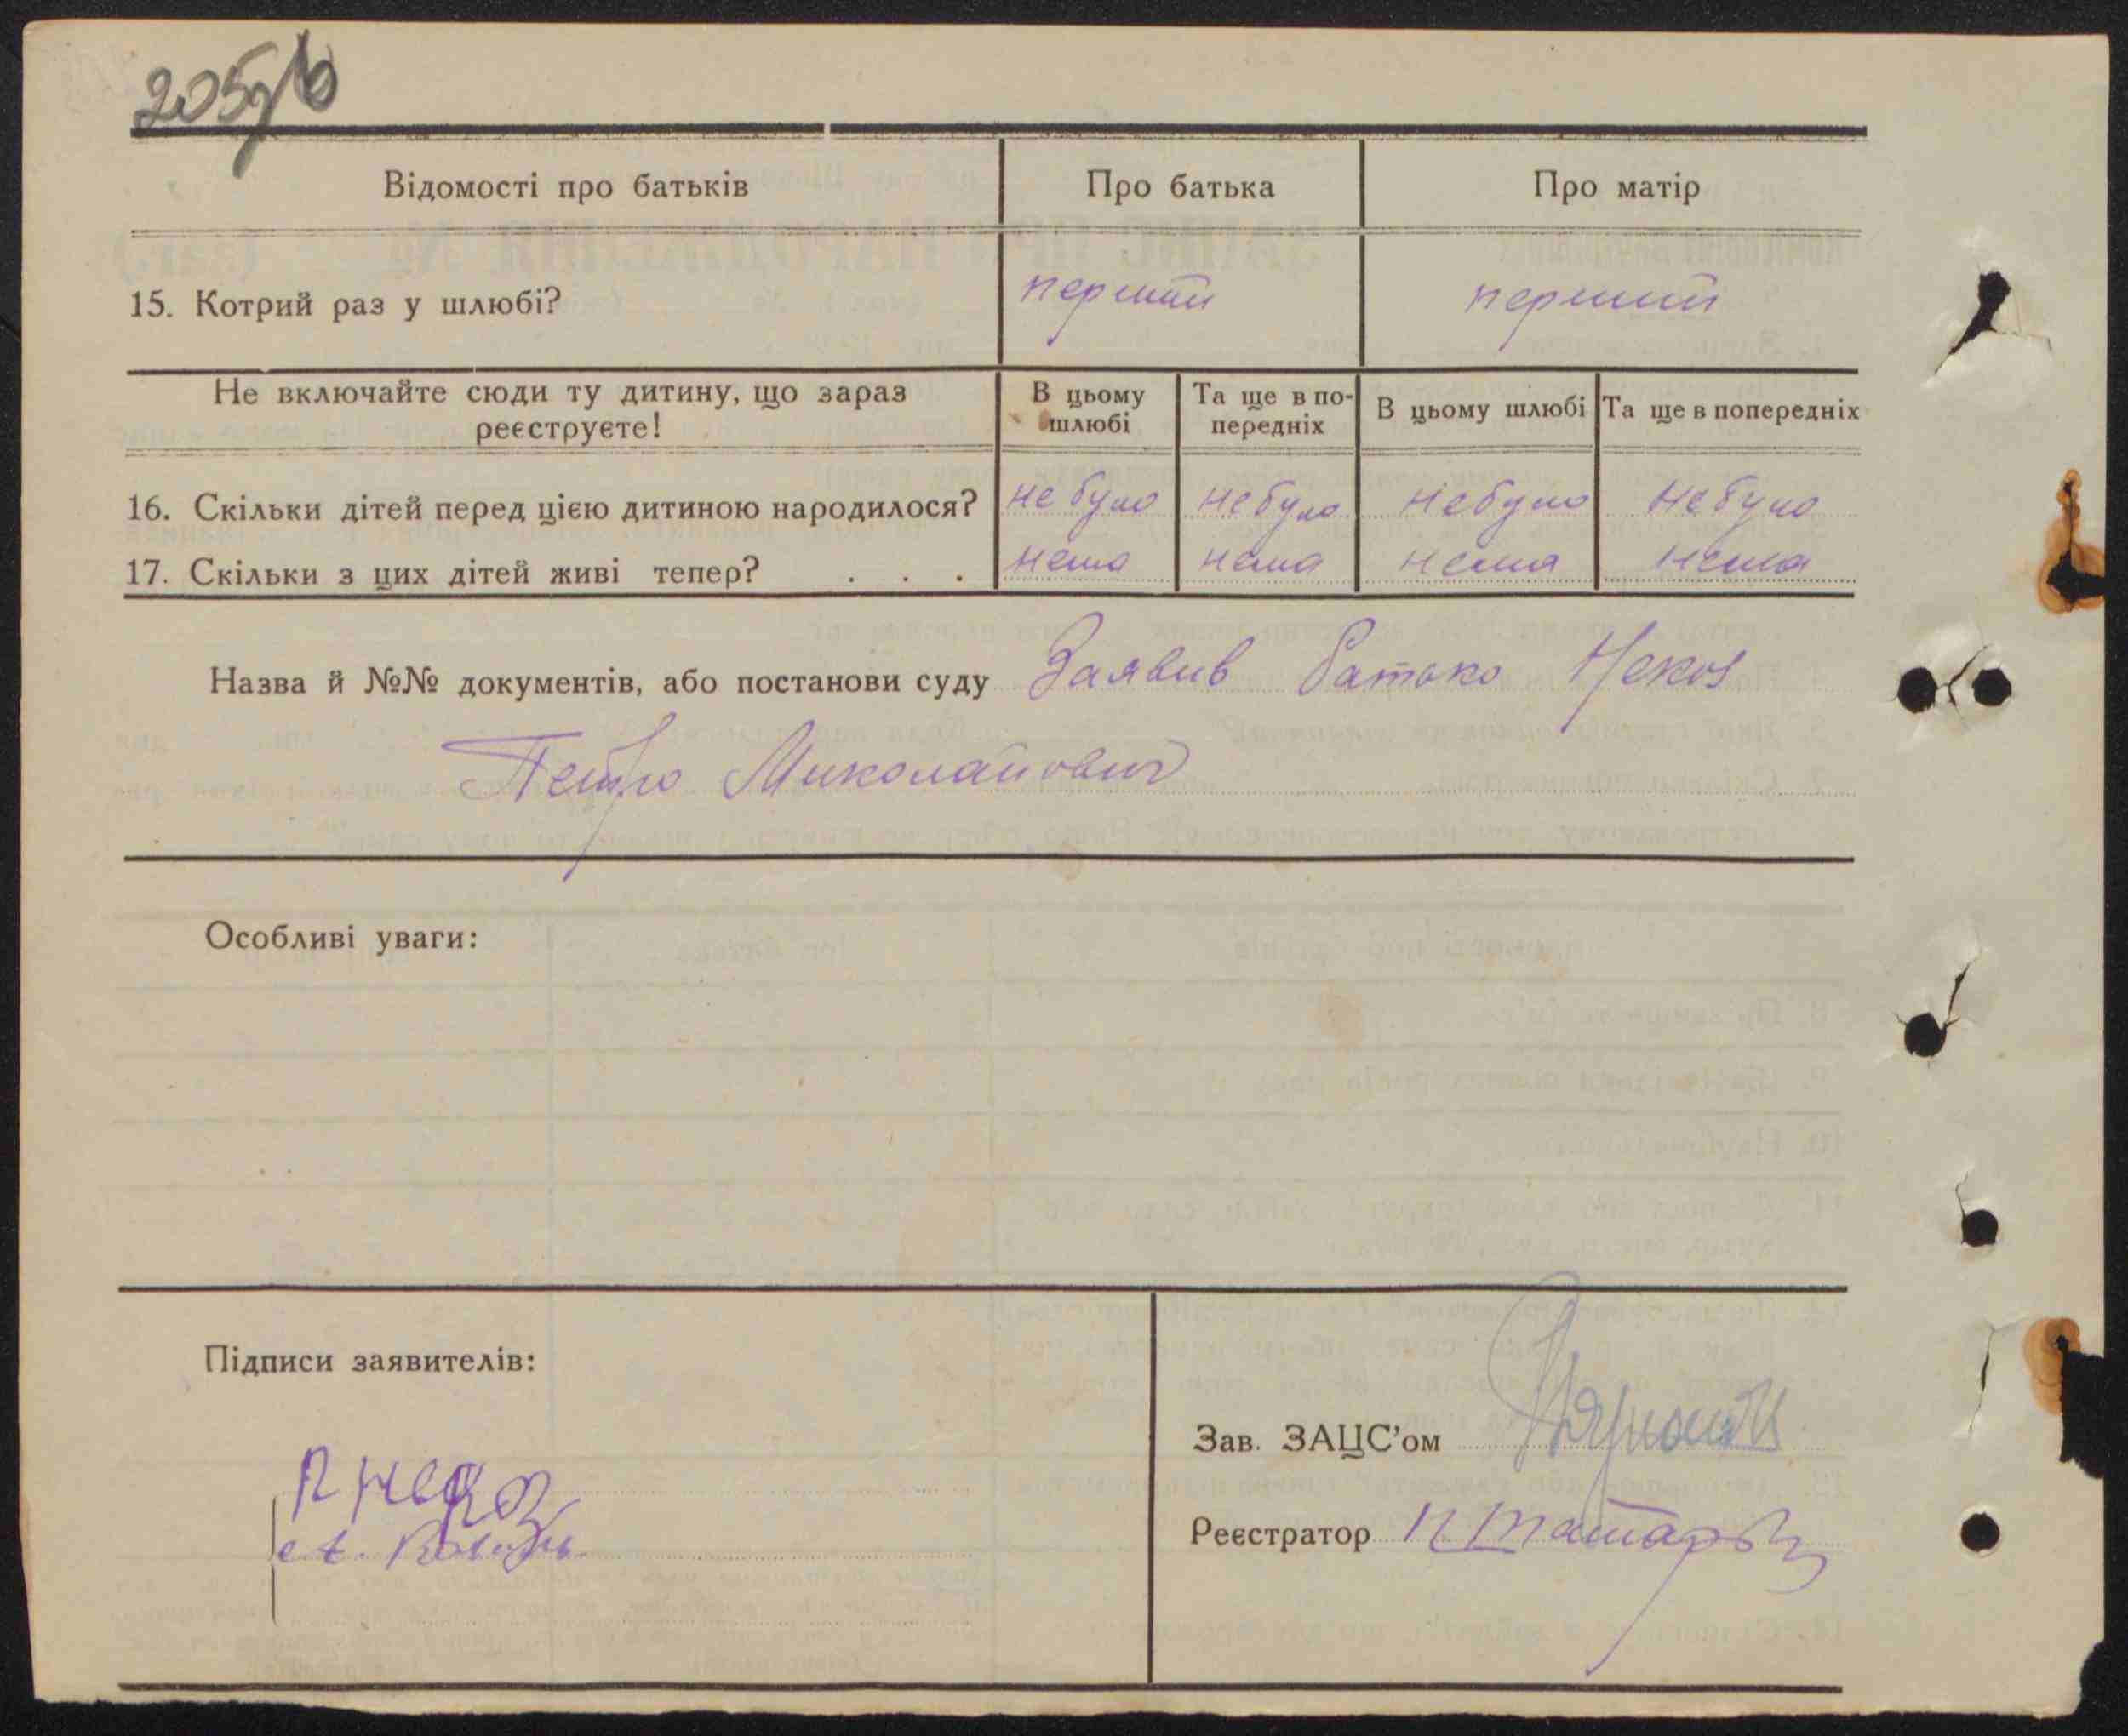 205
Відомості про батьків Про батька Про матір
15. Котрий раз у шлюбі? перший перший
Не включайте сюди ту дитину, що зараз реєструєте! В цьому шлюбі Та ще в по-передніх В цьому шлюбі Та ще в попередніх
16. Скільки дітей перед цією дитиною народилося? не було не було не було не було
17. Скільки з цих дітей живі тепер? . . . нема нема нема нема
Назва й №№ документів, або постанови суду Заявив батько
Петро Миколайович
Особливі уваги:
Підписи заявителів:
Зав. ЗАЦС'ом
Реєстратор